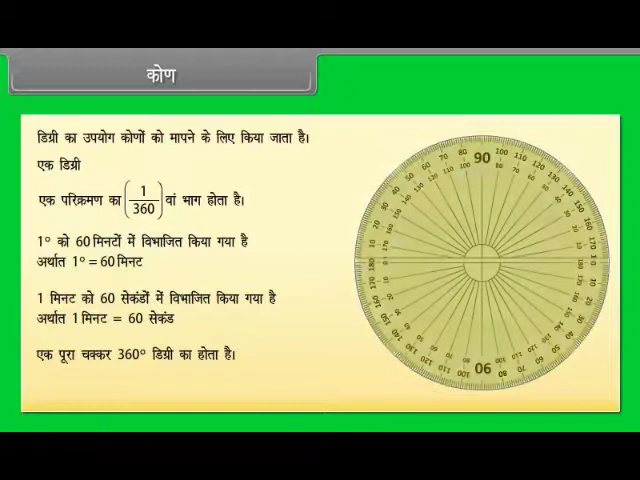 कोण
डिग्री का उपयोग कोणों को मापने के लिए किया जाता है।
एक डिग्री
एक परिक्रमण का (1/360) वां भाग होता है।
1° को 60 मिनटों में विभाजित किया गया है
अर्थात 1° = 60 मिनट
1 मिनट को 60 सेकंडों में विभाजित किया गया है
अर्थात 1 मिनट = 60 सेकंड
एक पूरा चक्कर 360° डिग्री का होता है।
90
90